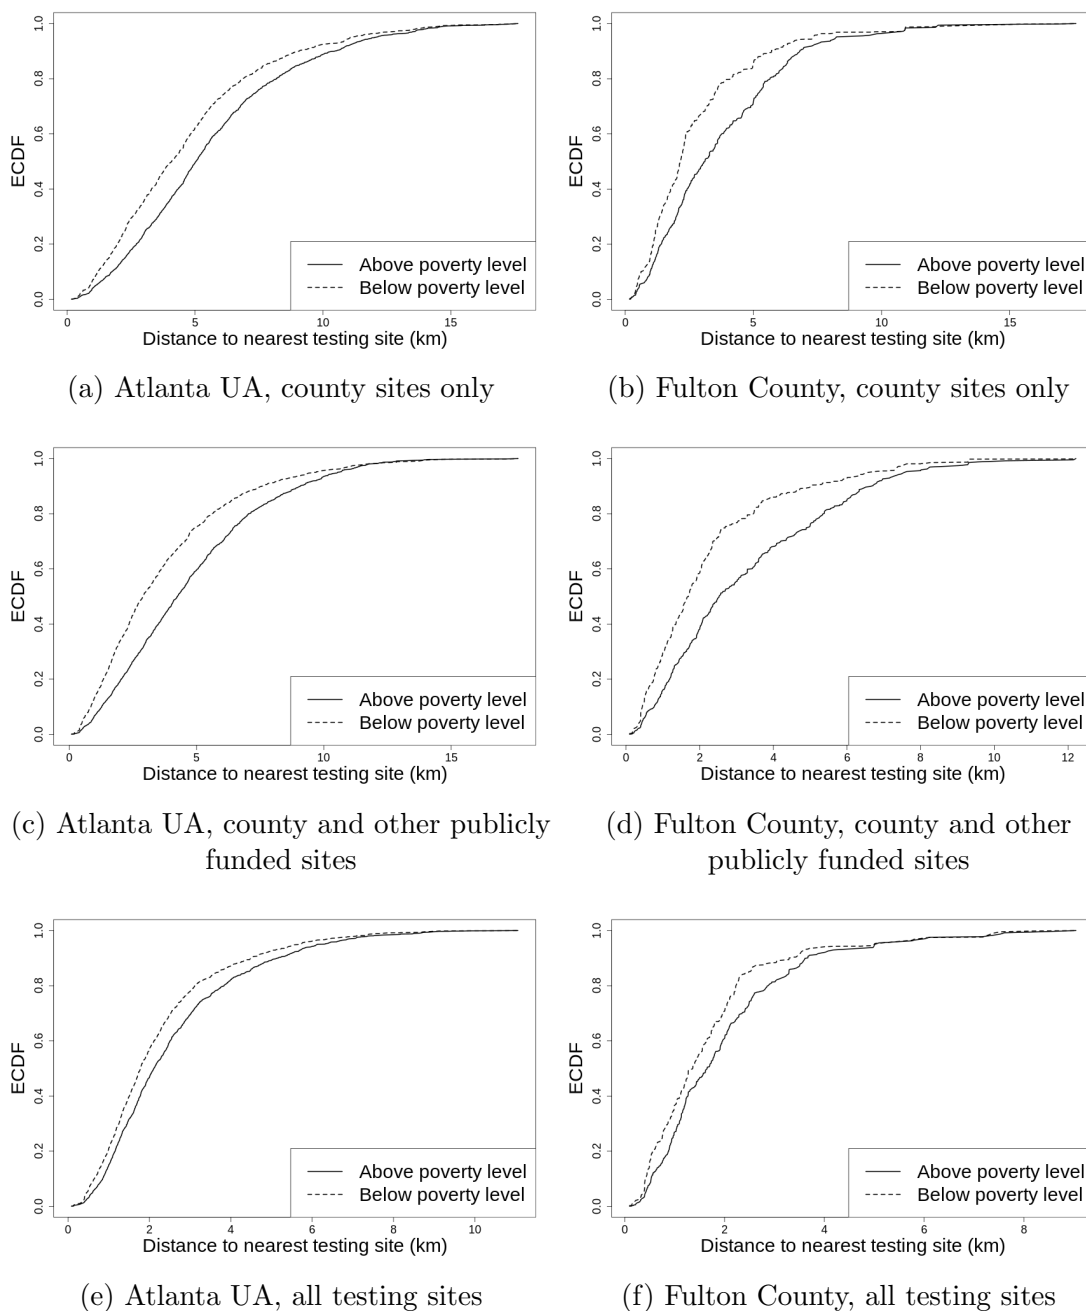 1.0
0.8
0.6
0.4
0.2
0.0
ECDF
Above poverty level
Below poverty level
0 5 10 15
Distance to nearest testing site (km)
(a) Atlanta UA, county sites only
1.0
0.8
0.6
0.4
0.2
0.0
ECDF
Above poverty level
Below poverty level
0 5 10 15
Distance to nearest testing site (km)
(b) Fulton County, county sites only
1.0
0.8
0.6
0.4
0.2
0.0
ECDF
Above poverty level
Below poverty level
0 5 10 15
Distance to nearest testing site (km)
(c) Atlanta UA, county and other publicly
funded sites
1.0
0.8
0.6
0.4
0.2
0.0
ECDF
Above poverty level
Below poverty level
0 2 4 6 8 10 12
Distance to nearest testing site (km)
(d) Fulton County, county and other
publicly funded sites
1.0
0.8
0.6
0.4
0.2
0.0
ECDF
Above poverty level
Below poverty level
0 2 4 6 8 10
Distance to nearest testing site (km)
(e) Atlanta UA, all testing sites
1.0
0.8
0.6
0.4
0.2
0.0
ECDF
Above poverty level
Below poverty level
0 2 4 6 8
Distance to nearest testing site (km)
(f) Fulton County, all testing sites